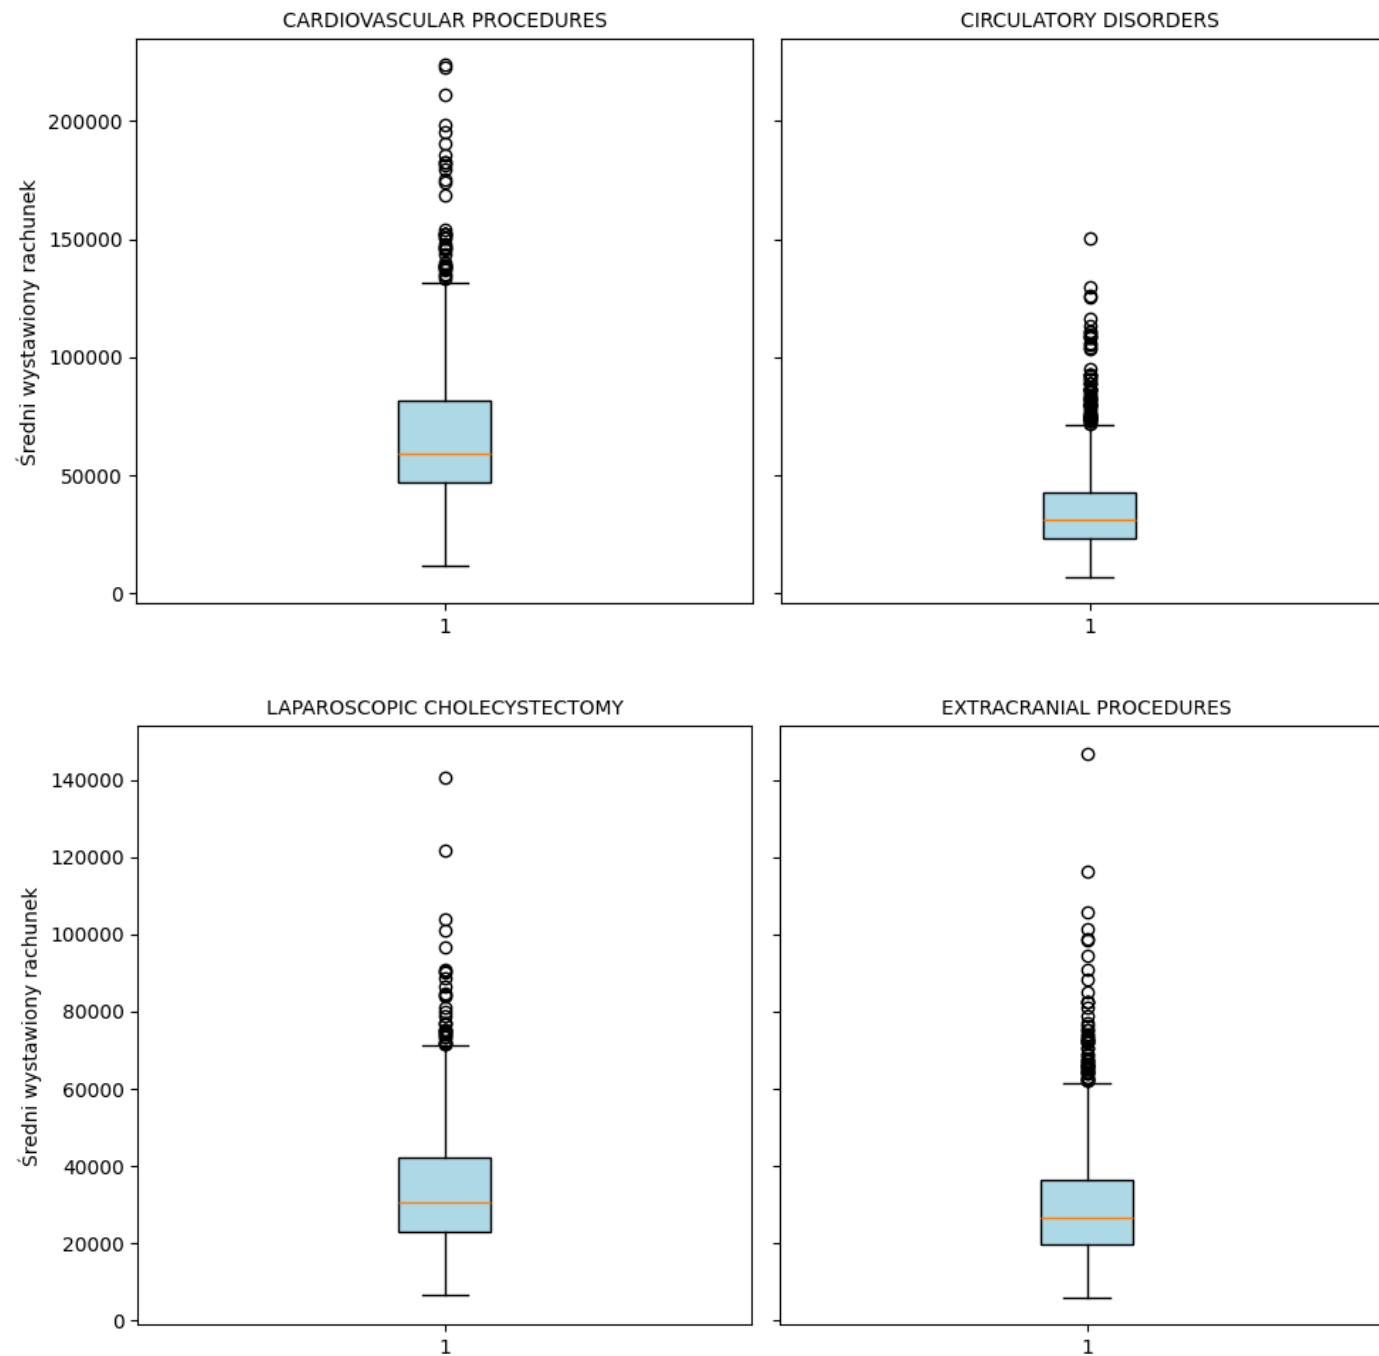 CARDIOVASCULAR PROCEDURES
CIRCULATORY DISORDERS
Średni wystawiony rachunek
200000
150000
100000
50000
0
1
1
LAPAROSCOPIC CHOLECYSTECTOMY
EXTRACRANIAL PROCEDURES
Średni wystawiony rachunek
140000
120000
100000
80000
60000
40000
20000
0
1
1